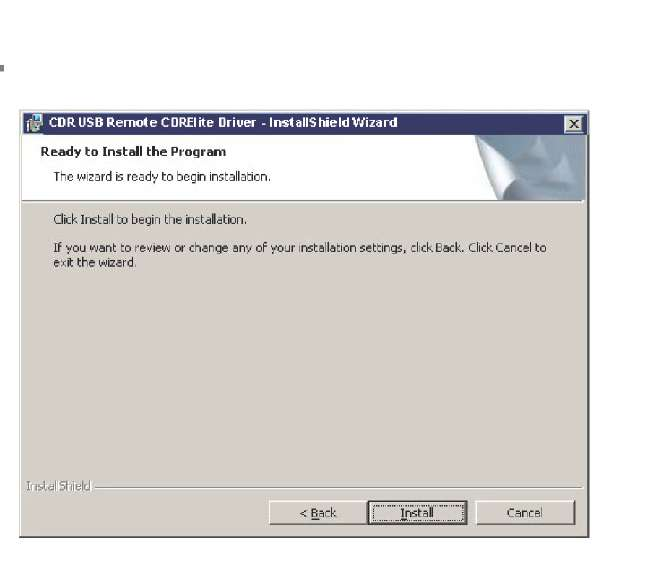 CDR USB Remote CDRElite Driver - InstallShield Wizard
Ready to Install the Program
The wizard is ready to begin installation.
Click Install to begin the installation.
If you want to review or change any of your installation settings, click Back. Click Cancel to
exit the wizard.
InstallShield
< Back
Install
Cancel